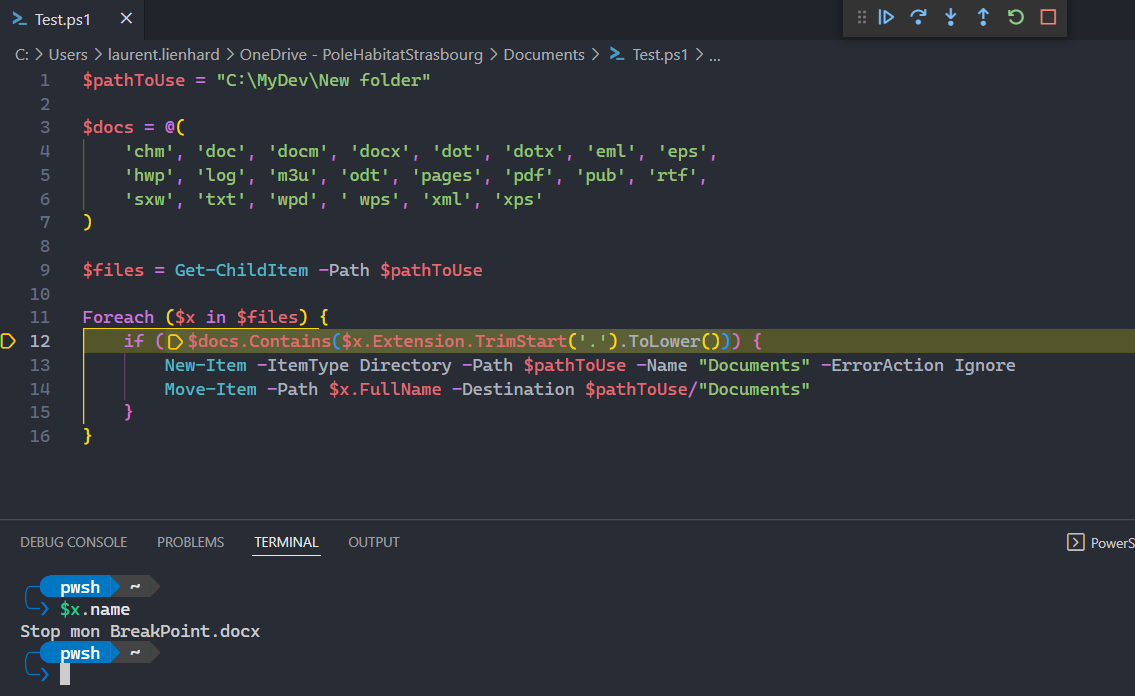 Test.ps1
C: > Users > laurent.lienhard > OneDrive - PoleHabitatStrasbourg > Documents > Test.ps1 > ...
1 $pathToUse = "C:\MyDev\New folder"
2
3 $docs = @(
4 'chm', 'doc', 'docm', 'docx', 'dot', 'dotx', 'eml', 'eps',
5 'hwp', 'log', 'm3u', 'odt', 'pages', 'pdf', 'pub', 'rtf',
6 'sxw', 'txt', 'wpd', ' wps', 'xml', 'xps'
7 )
8
9 $files = Get-ChildItem -Path $pathToUse
10
11 Foreach ($x in $files) {
12 if ($docs.Contains($x.Extension.TrimStart('.').ToLower())) {
13 New-Item -ItemType Directory -Path $pathToUse -Name "Documents" -ErrorAction Ignore
14 Move-Item -Path $x.FullName -Destination $pathToUse/"Documents"
15 }
16 }
DEBUG CONSOLE PROBLEMS TERMINAL OUTPUT PowerS
pwsh ~
$x.name
Stop mon BreakPoint.docx
pwsh ~